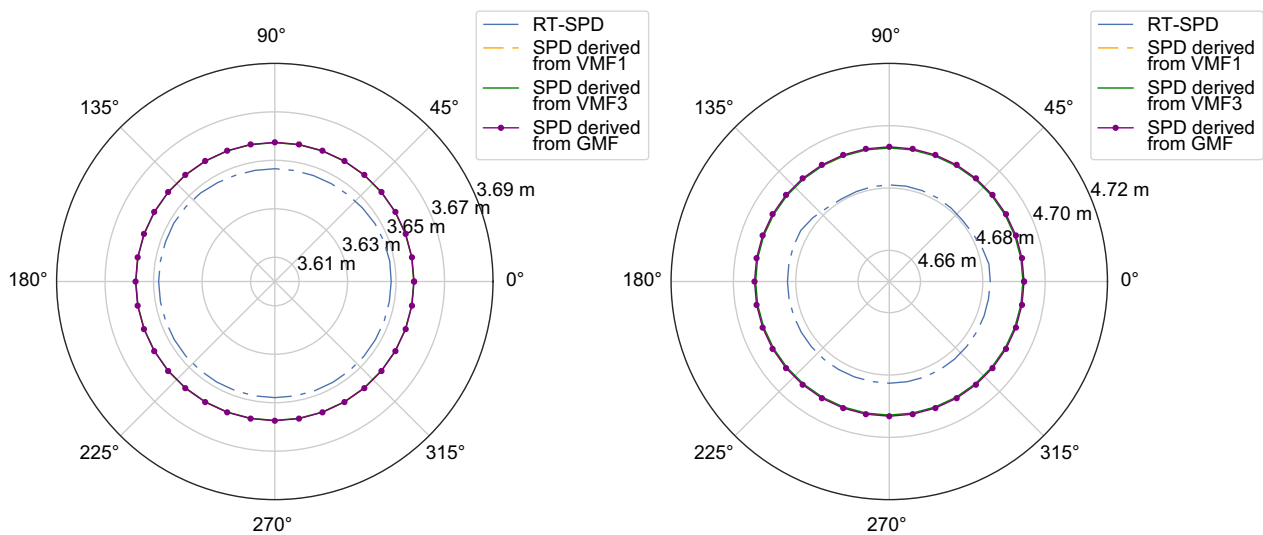 RT-SPD
SPD derived
from VMF1
SPD derived
from VMF3
SPD derived
from GMF
90°
135°
45°
3.69 m
3.67 m
3.65 m
3.63 m
3.61 m
180°
0°
225°
315°
270°
RT-SPD
SPD derived
from VMF1
SPD derived
from VMF3
SPD derived
from GMF
90°
135°
45°
4.72 m
4.70 m
4.68 m
4.66 m
180°
0°
225°
315°
270°